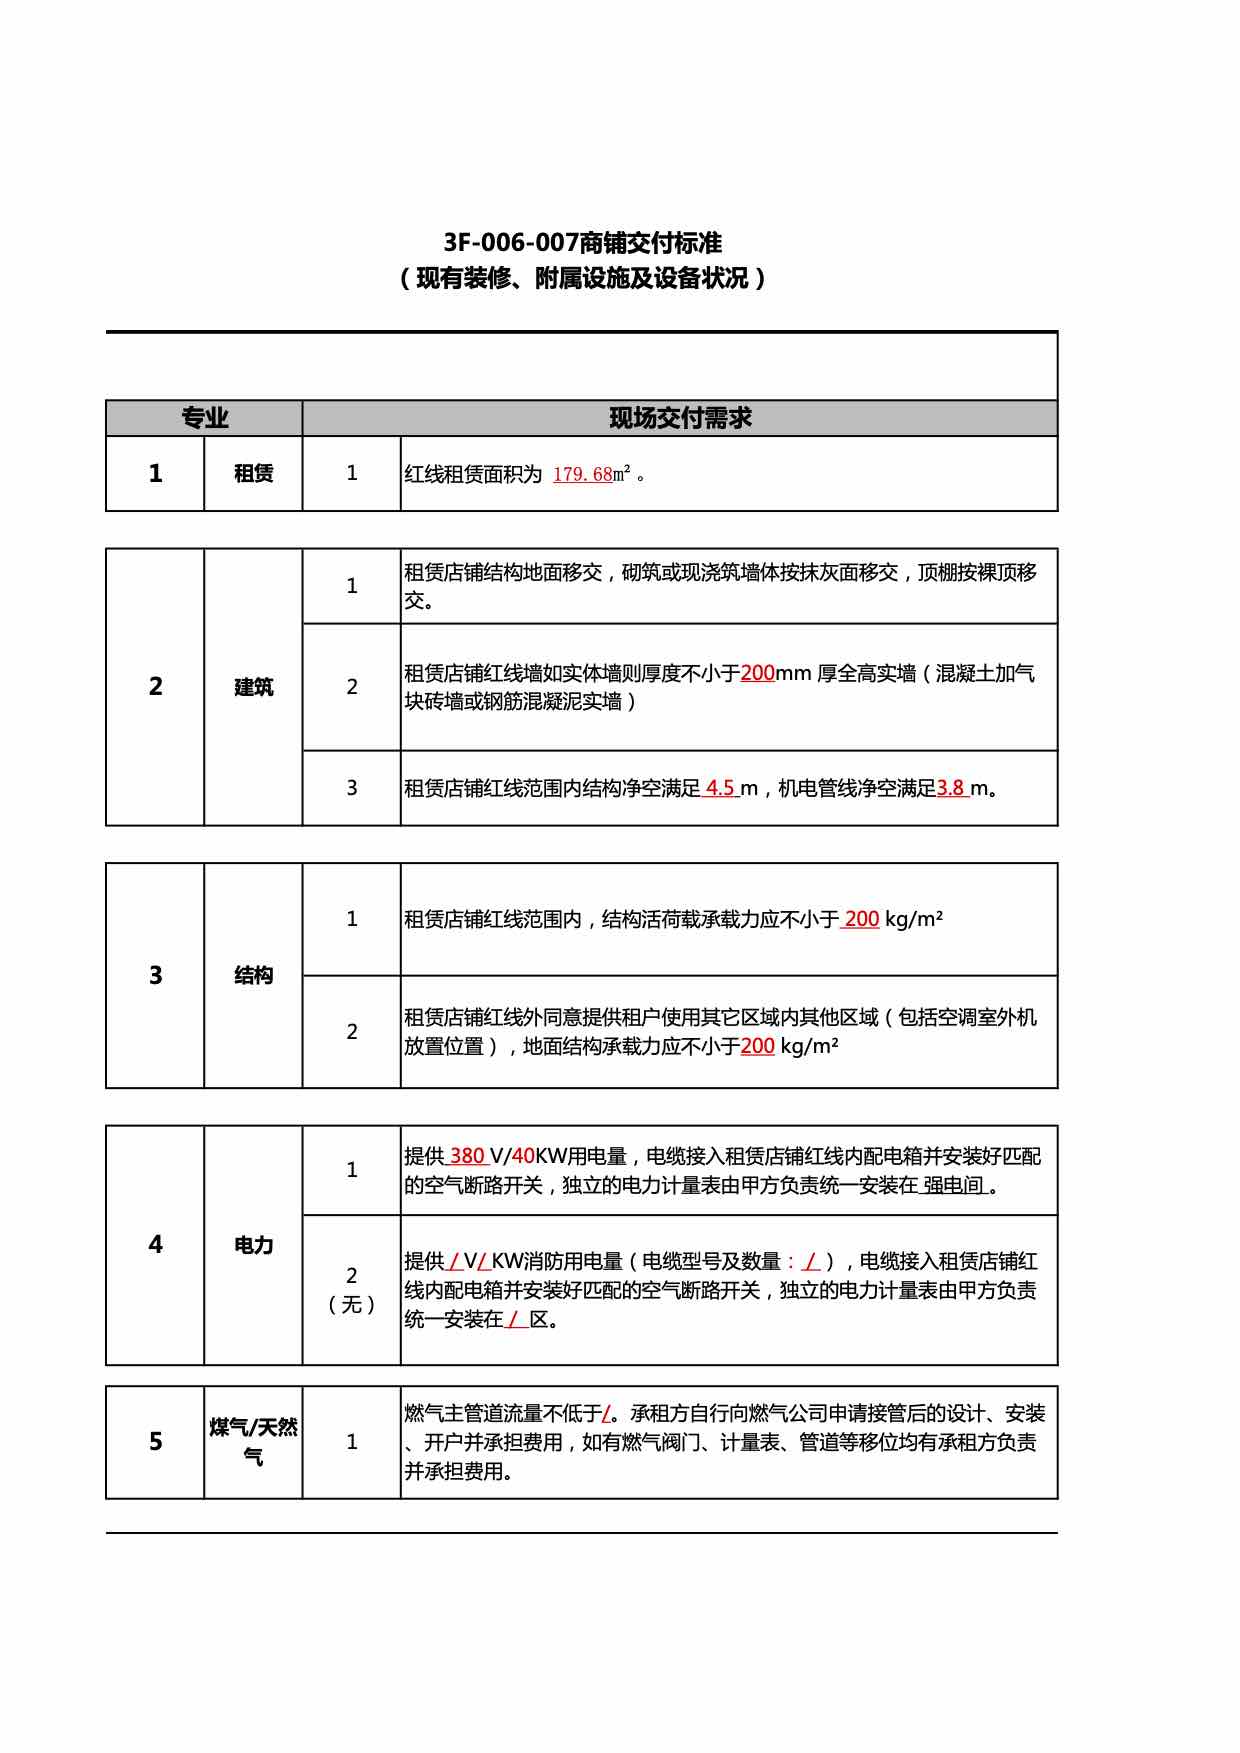 3F-006-007商铺交付标准
（现有装修、附属设施及设备状况）
专业 现场交付需求
1 租赁 1 红线租赁面积为 179.68m²。
1 租赁店铺结构地面移交，砌筑或现浇筑墙体按抹灰面移交，顶棚按裸顶移
交。
2 建筑 2 租赁店铺红线墙如实体墙则厚度不小于200mm 厚全高实墙（混凝土加气
块砖墙或钢筋混凝泥实墙）
3 租赁店铺红线范围内结构净空满足 4.5 m，机电管线净空满足3.8 m。
3 结构 1 租赁店铺红线范围内，结构活荷载承载力应不小于 200 kg/m²
2 租赁店铺红线外同意提供租户使用其它区域内其他区域（包括空调室外机
放置位置），地面结构承载力应不小于200 kg/m²
4 电力 1 提供 380 V/40KW用电量，电缆接入租赁店铺红线内配电箱并安装好匹配
的空气断路开关，独立的电力计量表由甲方负责统一安装在 强电间 。
2
（无）
提供 / V/ KW消防用电量（电缆型号及数量：/ ），电缆接入租赁店铺红
线内配电箱并安装好匹配的空气断路开关，独立的电力计量表由甲方负责
统一安装在 / 区。
5 煤气/天然
气
1 燃气主管道流量不低于/。承租方自行向燃气公司申请接管后的设计、安装
、开户并承担费用，如有燃气阀门、计量表、管道等移位均有承租方负责
并承担费用。